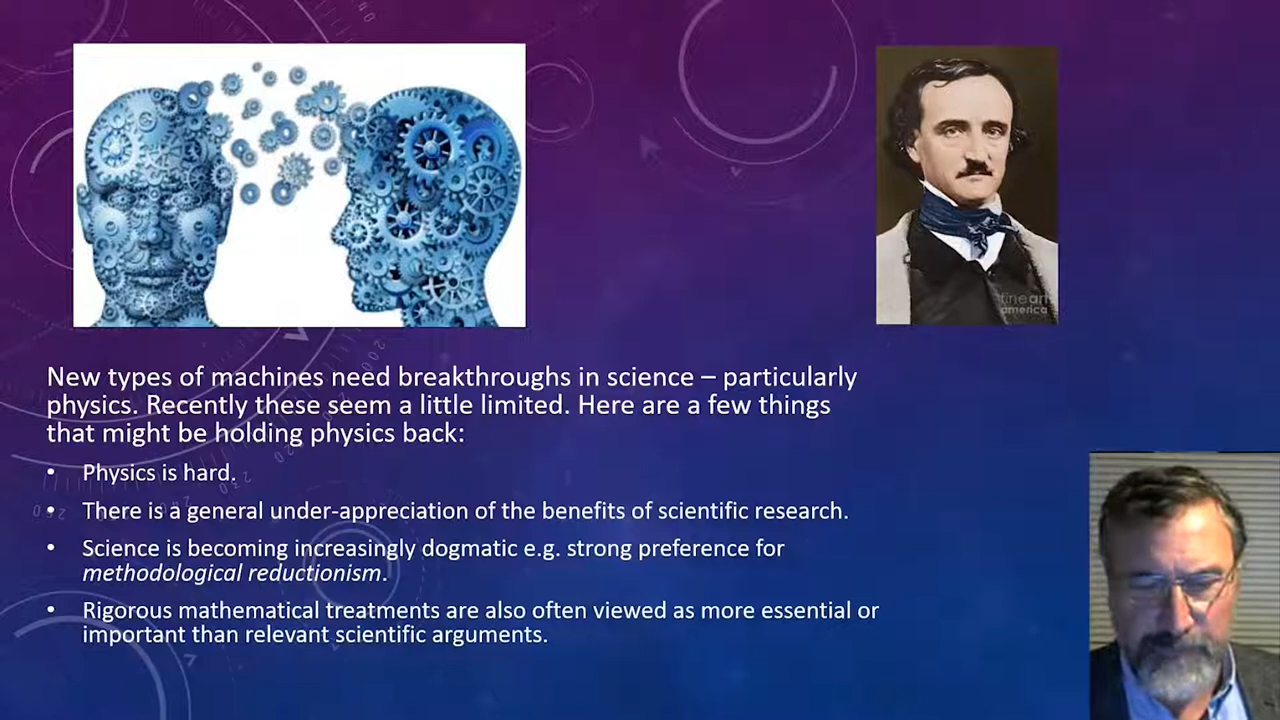 fine art
america
New types of machines need breakthroughs in science – particularly
physics. Recently these seem a little limited. Here are a few things
that might be holding physics back:
• Physics is hard.
• There is a general under-appreciation of the benefits of scientific research.
• Science is becoming increasingly dogmatic e.g. strong preference for
methodological reductionism.
• Rigorous mathematical treatments are also often viewed as more essential or
important than relevant scientific arguments.